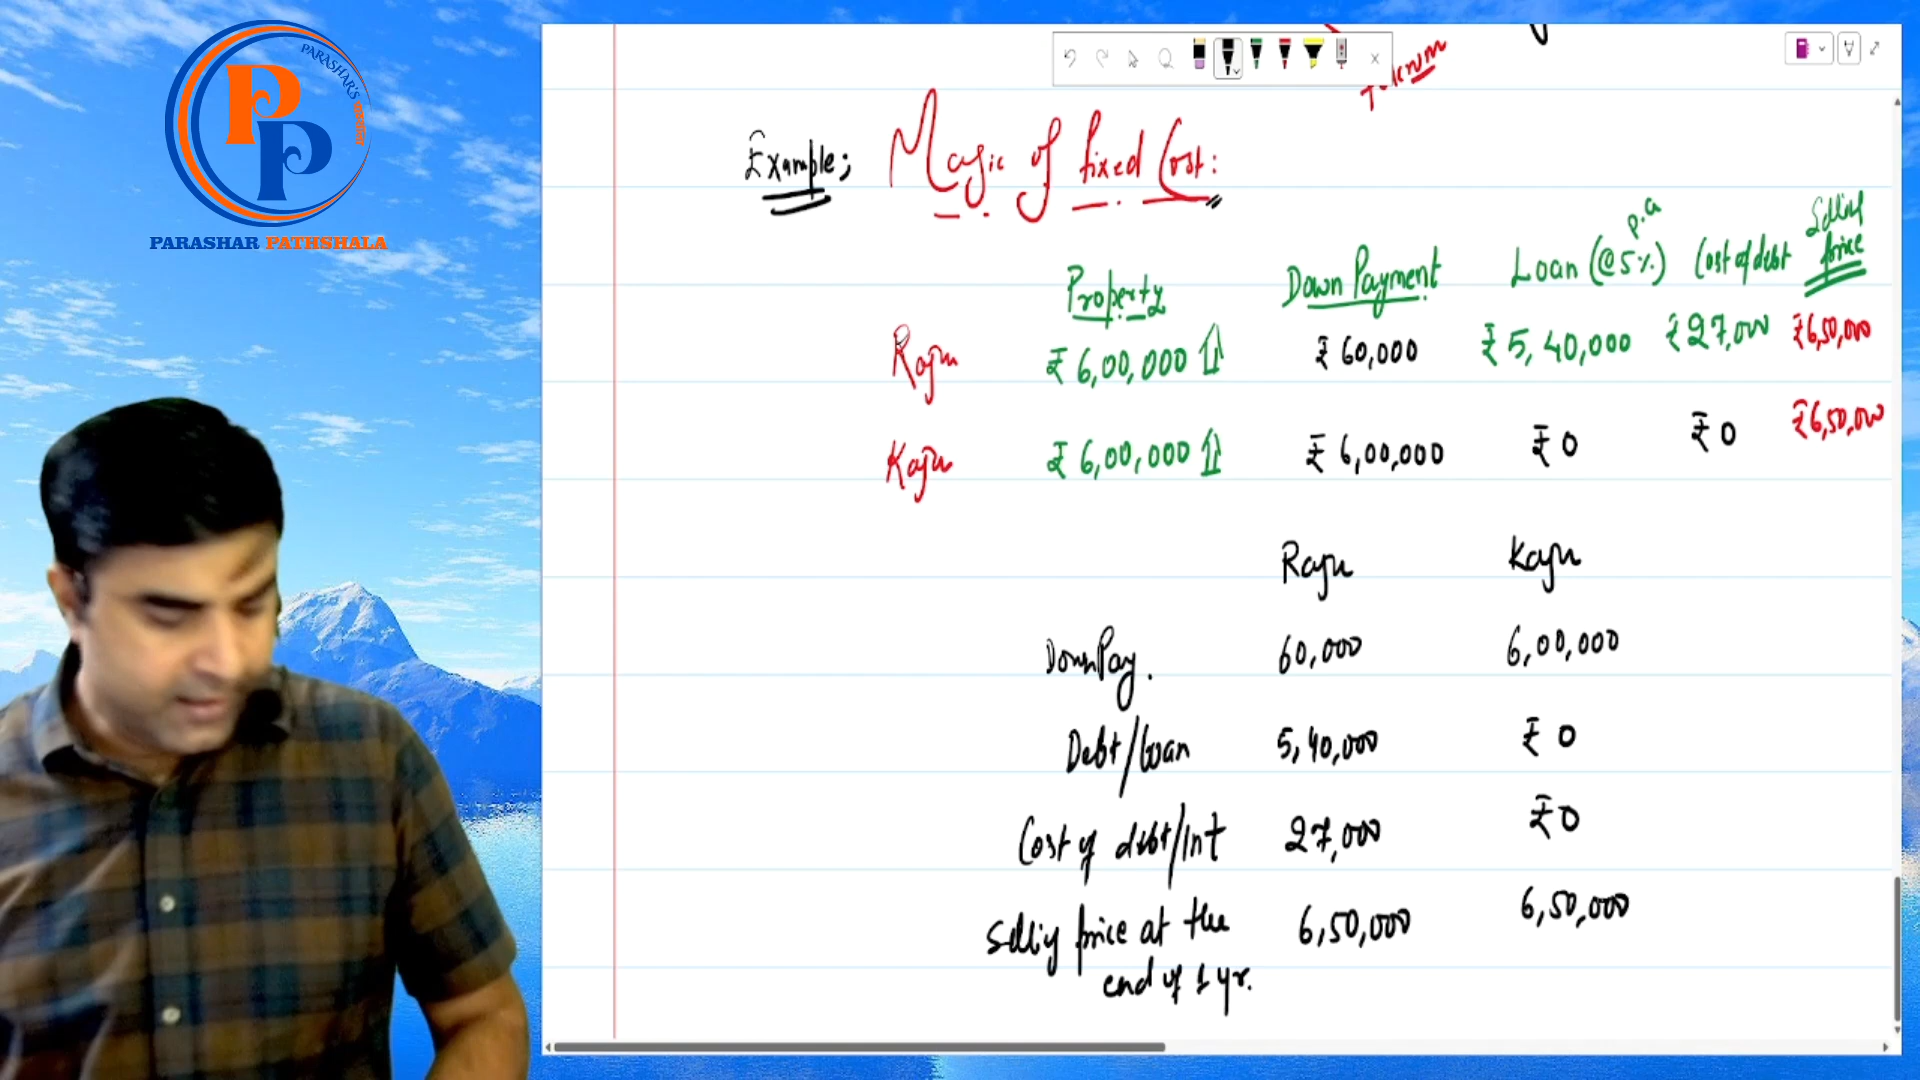 PARASHAR'S
PARASHAR PATHSHALA
Example; Magic of fixed Cost:
Property Down Payment Loan (@ 5%) p.a Cost of debt Selling price
Raju ₹ 6,00,000 ₹ 60,000 ₹ 5,40,000 ₹ 27,000 ₹ 6,50,000
Kaju ₹ 6,00,000 ₹ 6,00,000 ₹ 0 ₹ 0 ₹ 6,50,000
Raju Kaju
Down Pay. 60,000 6,00,000
Debt/Loan 5,40,000 ₹ 0
Cost of debt/Int 27,000 ₹ 0
Selling price at the 6,50,000 6,50,000
end of 1 yr.